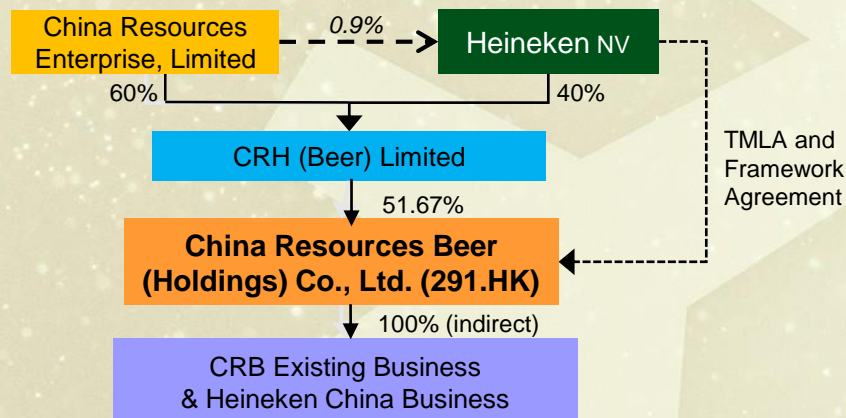 China Resources
Enterprise, Limited
0.9%
Heineken NV
60%
40%
CRH (Beer) Limited
TMLA and
Framework
Agreement
51.67%
China Resources Beer
(Holdings) Co., Ltd. (291.HK)
100% (indirect)
CRB Existing Business
& Heineken China Business